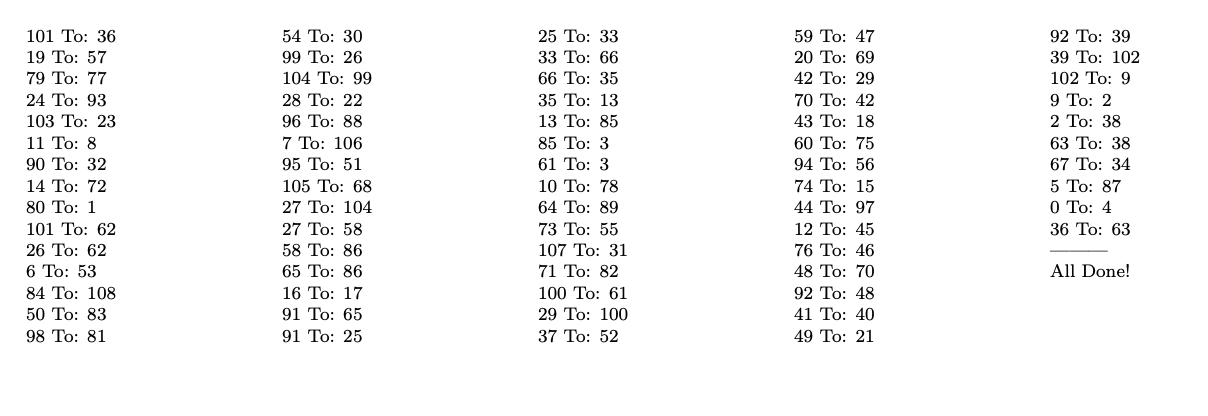 101 To: 36
19 To: 57
79 To: 77
24 To: 93
103 To: 23
11 To: 8
90 To: 32
14 To: 72
80 To: 1
101 To: 62
26 To: 62
6 To: 53
84 To: 108
50 To: 83
98 To: 81
54 To: 30
99 To: 26
104 To: 99
28 To: 22
96 To: 88
7 To: 106
95 To: 51
105 To: 68
27 To: 104
27 To: 58
58 To: 86
65 To: 86
16 To: 17
91 To: 65
91 To: 25
25 To: 33
33 To: 66
66 To: 35
35 To: 13
13 To: 85
85 To: 3
61 To: 3
10 To: 78
64 To: 89
73 To: 55
107 To: 31
71 To: 82
100 To: 61
29 To: 100
37 To: 52
59 To: 47
20 To: 69
42 To: 29
70 To: 42
43 To: 18
60 To: 75
94 To: 56
74 To: 15
44 To: 97
12 To: 45
76 To: 46
48 To: 70
92 To: 48
41 To: 40
49 To: 21
92 To: 39
39 To: 102
102 To: 9
9 To: 2
2 To: 38
63 To: 38
67 To: 34
5 To: 87
0 To: 4
36 To: 63
———
All Done!